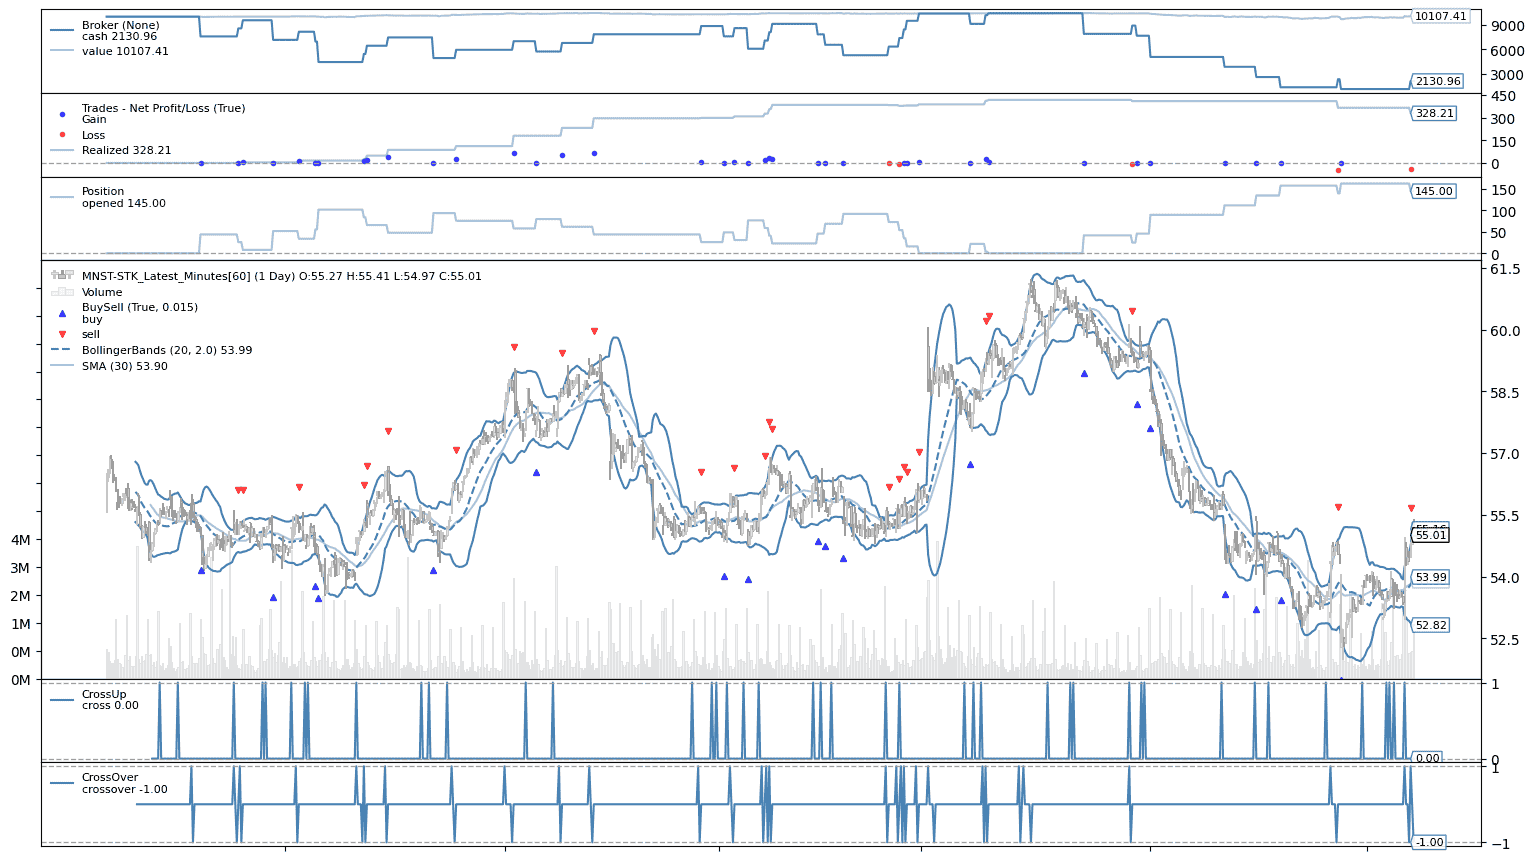 Broker (None)
cash 2130.96
value 10107.41
10107.41
9000
6000
3000
2130.96
Trades - Net Profit/Loss (True)
Gain
Loss
Realized 328.21
450
328.21
300
150
0
Position
opened 145.00
150
145.00
100
50
0
MNST-STK_Latest_Minutes[60] (1 Day) O:55.27 H:55.41 L:54.97 C:55.01
Volume
BuySell (True, 0.015)
buy
sell
BollingerBands (20, 2.0) 53.99
SMA (30) 53.90
61.5
60.0
58.5
57.0
55.5
54.0
52.5
4M
3M
2M
1M
0M
0M
55.16
55.01
53.99
52.82
CrossUp
cross 0.00
1
0
0.00
CrossOver
crossover -1.00
1
-1
-1.00